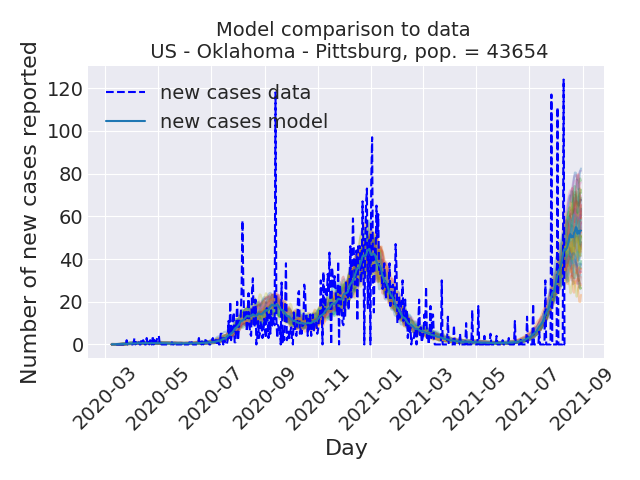 Model comparison to data
US - Oklahoma - Pittsburg, pop. = 43654
Number of new cases reported
120
100
80
60
40
20
0
new cases data
new cases model
2020-03
2020-05
2020-07
2020-09
2020-11
2021-01
2021-03
2021-05
2021-07
2021-09
Day